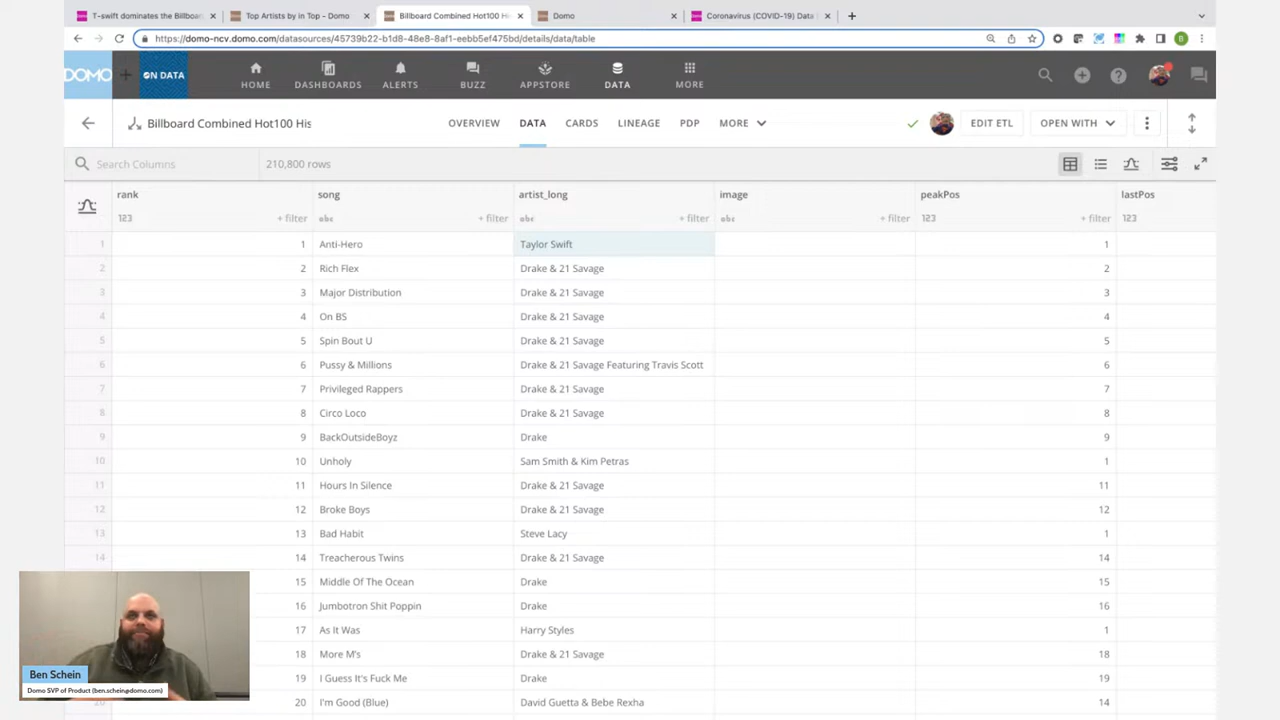 T-swift dominates the Billboar
Top Artists by in Top - Domo
Billboard Combined Hot100 Hi
Domo
Coronavirus (COVID-19) Data
https://domo-ncv.domo.com/datasources/45739b22-b1d8-48e8-8af1-eebb5ef475bd/details/data/table
B
DOMO
ON DATA
HOME
DASHBOARDS
ALERTS
BUZZ
APPSTORE
DATA
MORE
Billboard Combined Hot100 His
OVERVIEW
DATA
CARDS
LINEAGE
PDP
MORE
EDIT ETL
OPEN WITH
Search Columns
210,800 rows
rank song artist_long image peakPos lastPos
123 + filter abc + filter abc + filter abc + filter 123 + filter 123
1 1 Anti-Hero Taylor Swift 1
2 2 Rich Flex Drake & 21 Savage 2
3 3 Major Distribution Drake & 21 Savage 3
4 4 On BS Drake & 21 Savage 4
5 5 Spin Bout U Drake & 21 Savage 5
6 6 Pussy & Millions Drake & 21 Savage Featuring Travis Scott 6
7 7 Privileged Rappers Drake & 21 Savage 7
8 8 Circo Loco Drake & 21 Savage 8
9 9 BackOutsideBoyz Drake 9
10 10 Unholy Sam Smith & Kim Petras 1
11 11 Hours In Silence Drake & 21 Savage 11
12 12 Broke Boys Drake & 21 Savage 12
13 13 Bad Habit Steve Lacy 1
14 14 Treacherous Twins Drake & 21 Savage 14
15 Middle Of The Ocean Drake 15
16 Jumbotron Shit Poppin Drake 16
17 As It Was Harry Styles 1
18 More M's Drake & 21 Savage 18
19 I Guess It's Fuck Me Drake 19
20 I'm Good (Blue) David Guetta & Bebe Rexha 14
Ben Schein
Domo SVP of Product (ben.schein@domo.com)